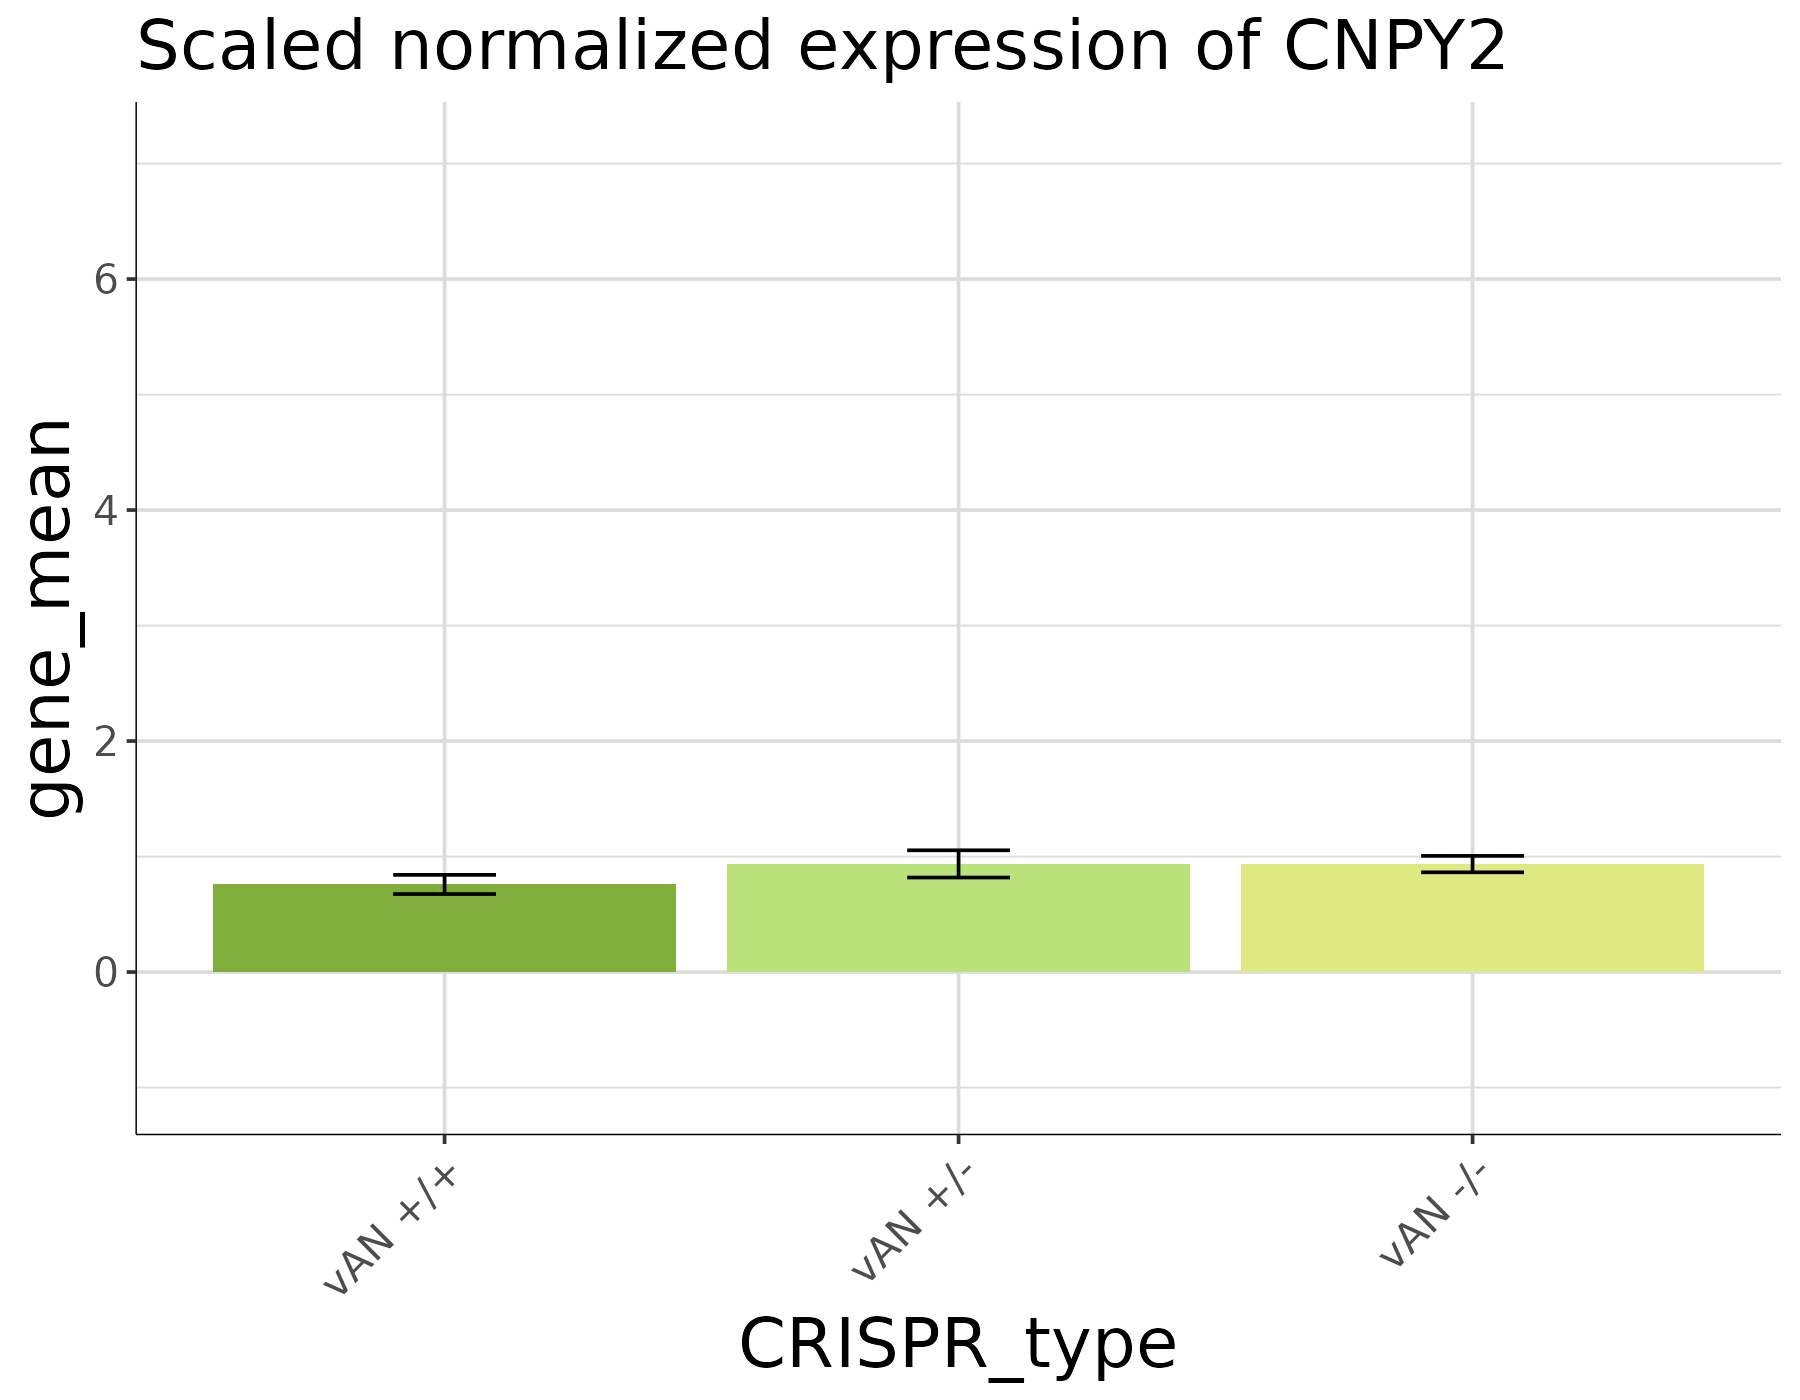 Scaled normalized expression of CNPY2
gene_mean
6
4
2
0
vAN +/+
vAN +/-
vAN -/-
CRISPR_type